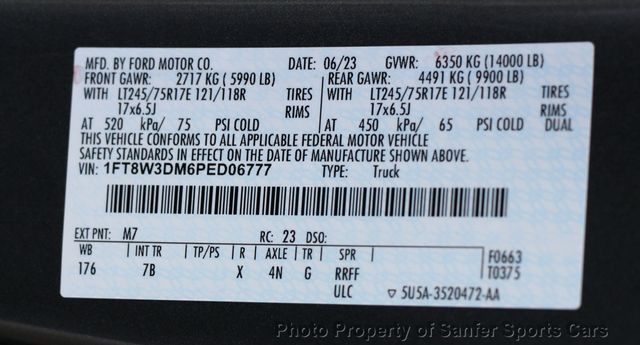 MFD. BY FORD MOTOR CO. DATE: 06/23 GVWR: 6350 KG (14000 LB)
FRONT GAWR: 2717 KG (5990 LB) REAR GAWR: 4491 KG (9900 LB)
WITH LT245/75R17E 121/118R TIRES WITH LT245/75R17E 121/118R TIRES
17x6.5J RIMS 17x6.5J RIMS
AT 520 kPa/ 75 PSI COLD AT 450 kPa/ 65 PSI COLD DUAL
THIS VEHICLE CONFORMS TO ALL APPLICABLE FEDERAL MOTOR VEHICLE
SAFETY STANDARDS IN EFFECT ON THE DATE OF MANUFACTURE SHOWN ABOVE.
VIN: 1FT8W3DM6PED06777 TYPE: Truck
EXT PNT: M7 RC: 23 DSO:
WB INT TR TP/PS R AXLE TR SPR F0663
176 7B X 4N G RRFF T0375
ULC ▽ 5U5A-3520472-AA
Photo Property of Sanfer Sports Cars